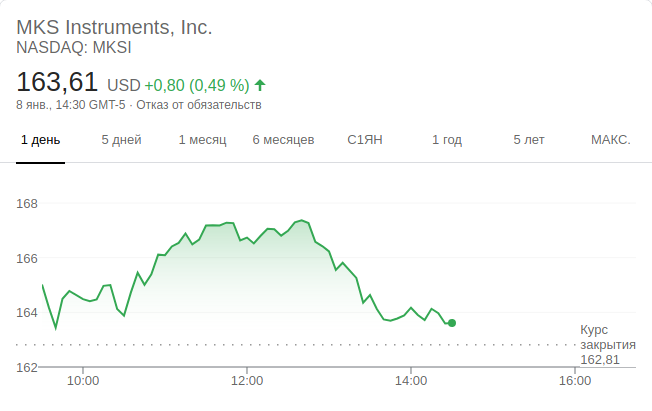 MKS Instruments, Inc.
NASDAQ: MKSI
163,61 USD +0,80 (0,49 %)
8 янв., 14:30 GMT-5 · Отказ от обязательств
1 день 5 дней 1 месяц 6 месяцев С1ЯН 1 год 5 лет МАКС.
168
166
164
Курс
закрытия
162,81
162
10:00 12:00 14:00 16:00